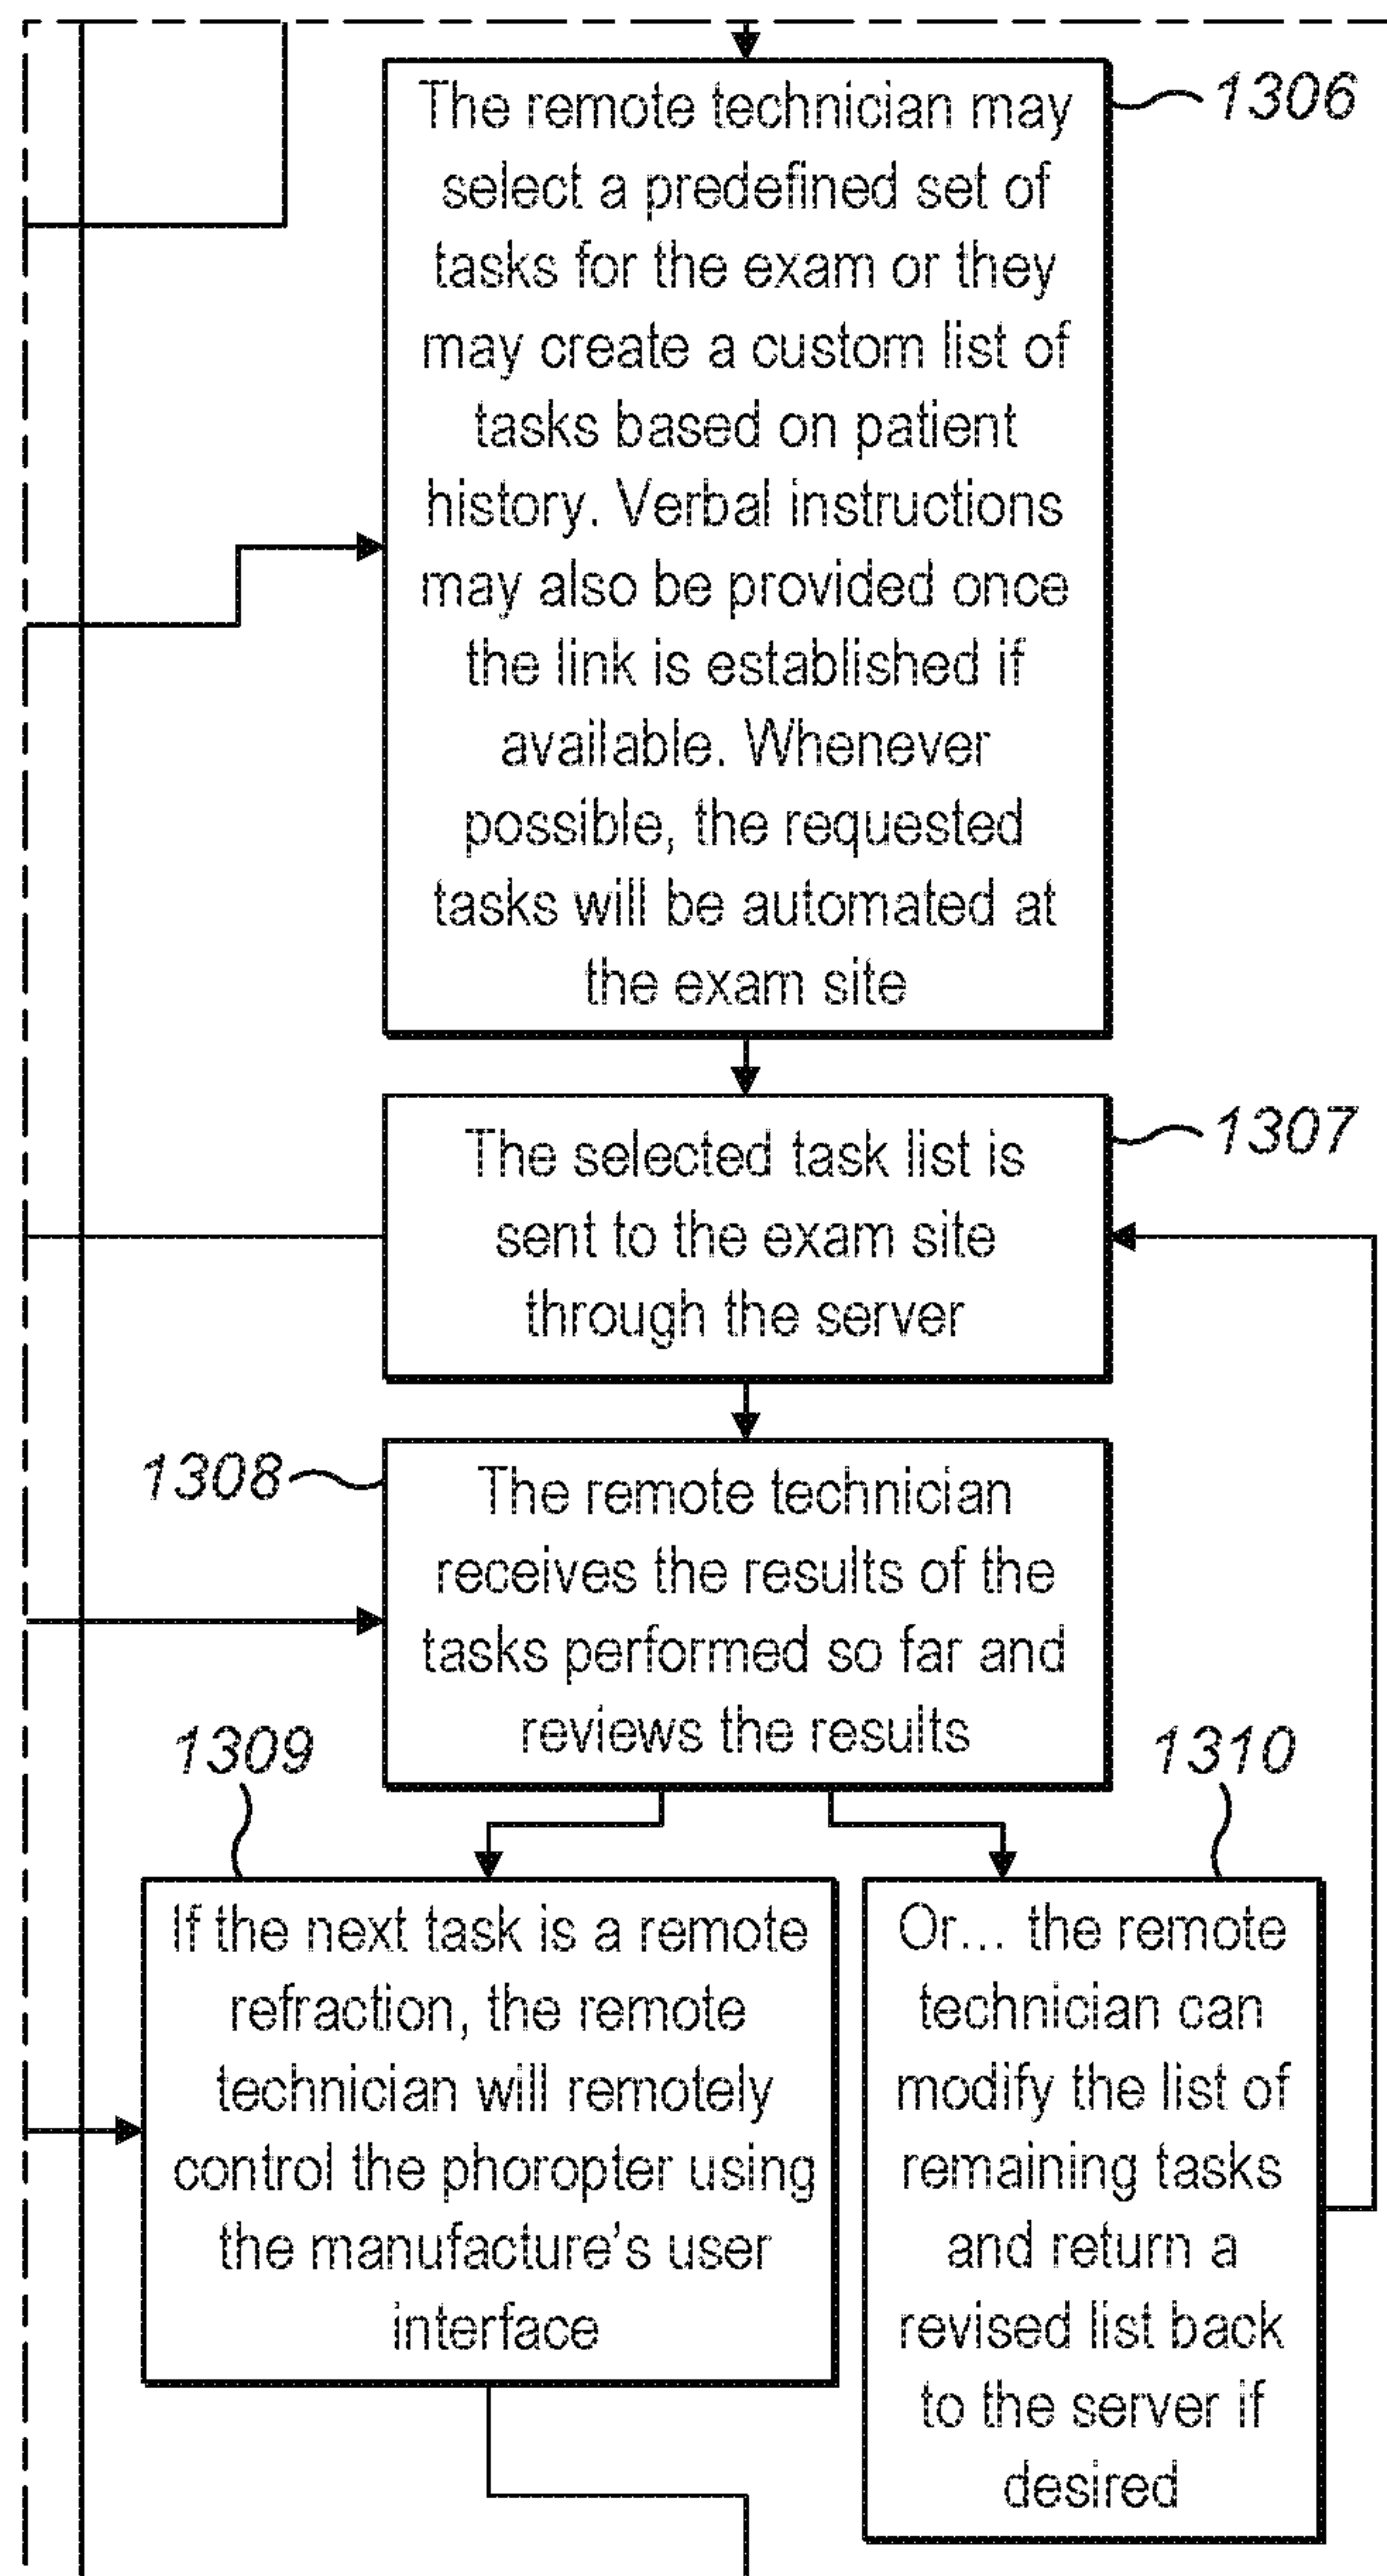 1306
The remote technician may
select a predefined set of
tasks for the exam or they
may create a custom list of
tasks based on patient
history. Verbal instructions
may also be provided once
the link is established if
available. Whenever
possible, the requested
tasks will be automated at
the exam site
1307
The selected task list is
sent to the exam site
through the server
1308
The remote technician
receives the results of the
tasks performed so far and
reviews the results
1309
If the next task is a remote
refraction, the remote
technician will remotely
control the phoropter using
the manufacture's user
interface
1310
Or... the remote
technician can
modify the list of
remaining tasks
and return a
revised list back
to the server if
desired